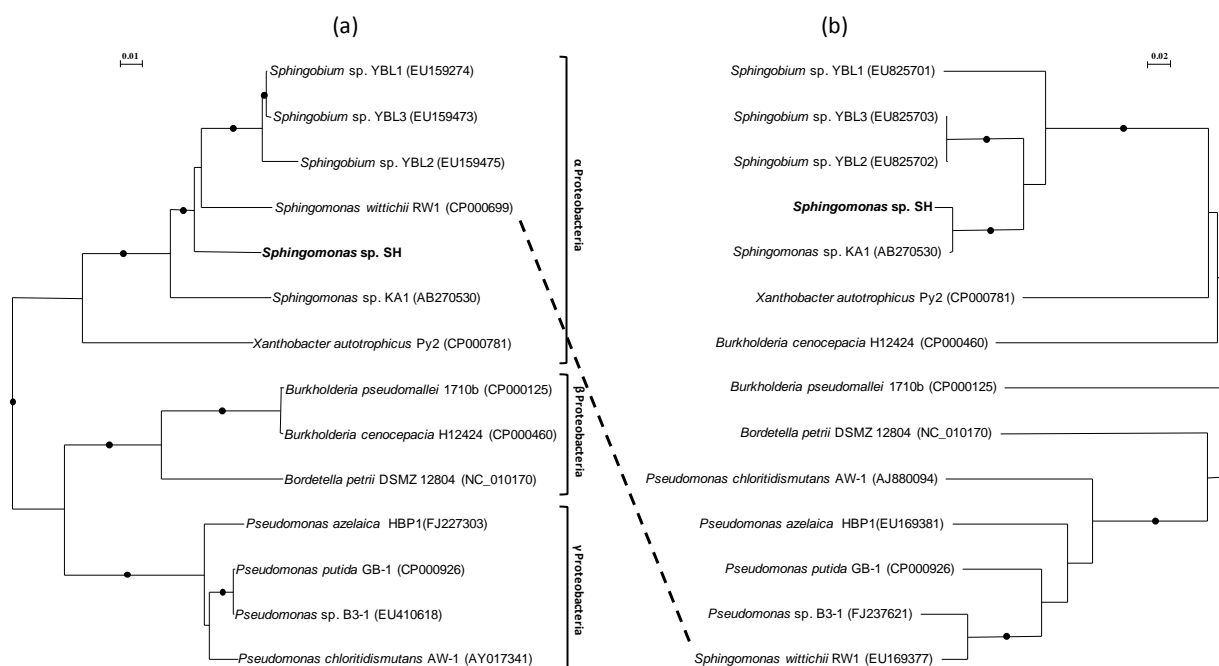 (a)
0.01
Sphingobium sp. YBL1 (EU159274)
Sphingobium sp. YBL3 (EU159473)
Sphingobium sp. YBL2 (EU159475)
Sphingomonas wittichii RW1 (CP000699)
Sphingomonas sp. SH
Sphingomonas sp. KA1 (AB270530)
Xanthobacter autotrophicus Py2 (CP000781)
Burkholderia pseudomallei 1710b (CP000125)
Burkholderia cenocepacia H12424 (CP000460)
Bordetella petrii DSMZ 12804 (NC_010170)
Pseudomonas azelaica HBP1(FJ227303)
Pseudomonas putida GB-1 (CP000926)
Pseudomonas sp. B3-1 (EU410618)
Pseudomonas chloritidismutans AW-1 (AY017341)
α Proteobacteria
β Proteobacteria
γ Proteobacteria
(b)
0.02
Sphingobium sp. YBL1 (EU825701)
Sphingobium sp. YBL3 (EU825703)
Sphingobium sp. YBL2 (EU825702)
Sphingomonas sp. SH
Sphingomonas sp. KA1 (AB270530)
Xanthobacter autotrophicus Py2 (CP000781)
Burkholderia cenocepacia H12424 (CP000460)
Burkholderia pseudomallei 1710b (CP000125)
Bordetella petrii DSMZ 12804 (NC_010170)
Pseudomonas chloritidismutans AW-1 (AJ880094)
Pseudomonas azelaica HBP1(EU169381)
Pseudomonas putida GB-1 (CP000926)
Pseudomonas sp. B3-1 (FJ237621)
Sphingomonas wittichii RW1 (EU169377)